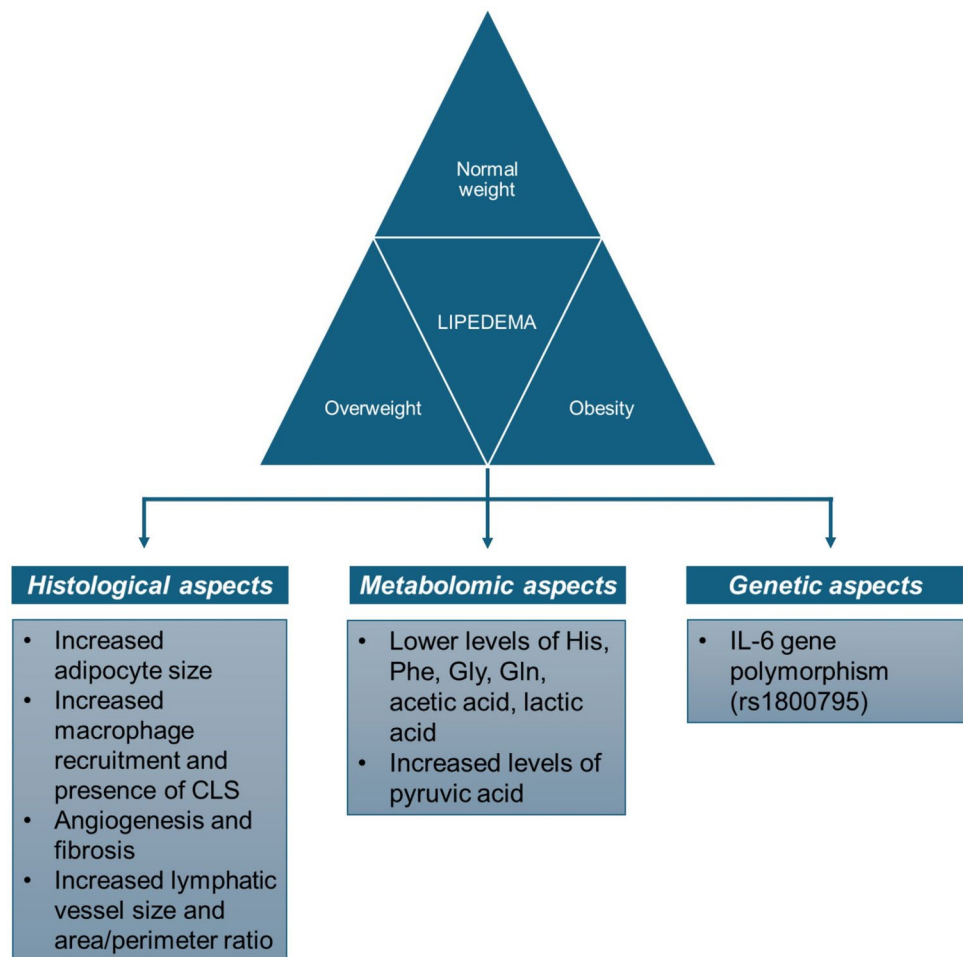 Normal
weight
LIPEDEMA
Overweight
Obesity
Histological aspects
• Increased
adipocyte size
• Increased
macrophage
recruitment and
presence of CLS
• Angiogenesis and
fibrosis
• Increased lymphatic
vessel size and
area/perimeter ratio
Metabolomic aspects
• Lower levels of His,
Phe, Gly, Gln,
acetic acid, lactic
acid
• Increased levels of
pyruvic acid
Genetic aspects
• IL-6 gene
polymorphism
(rs1800795)